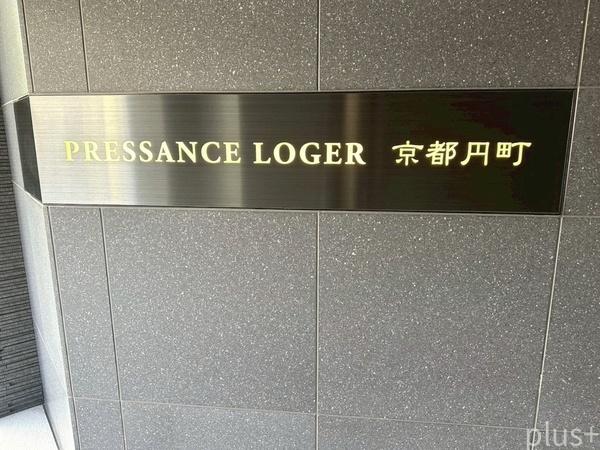 PRESSANCE LOGER 京都円町
plus+